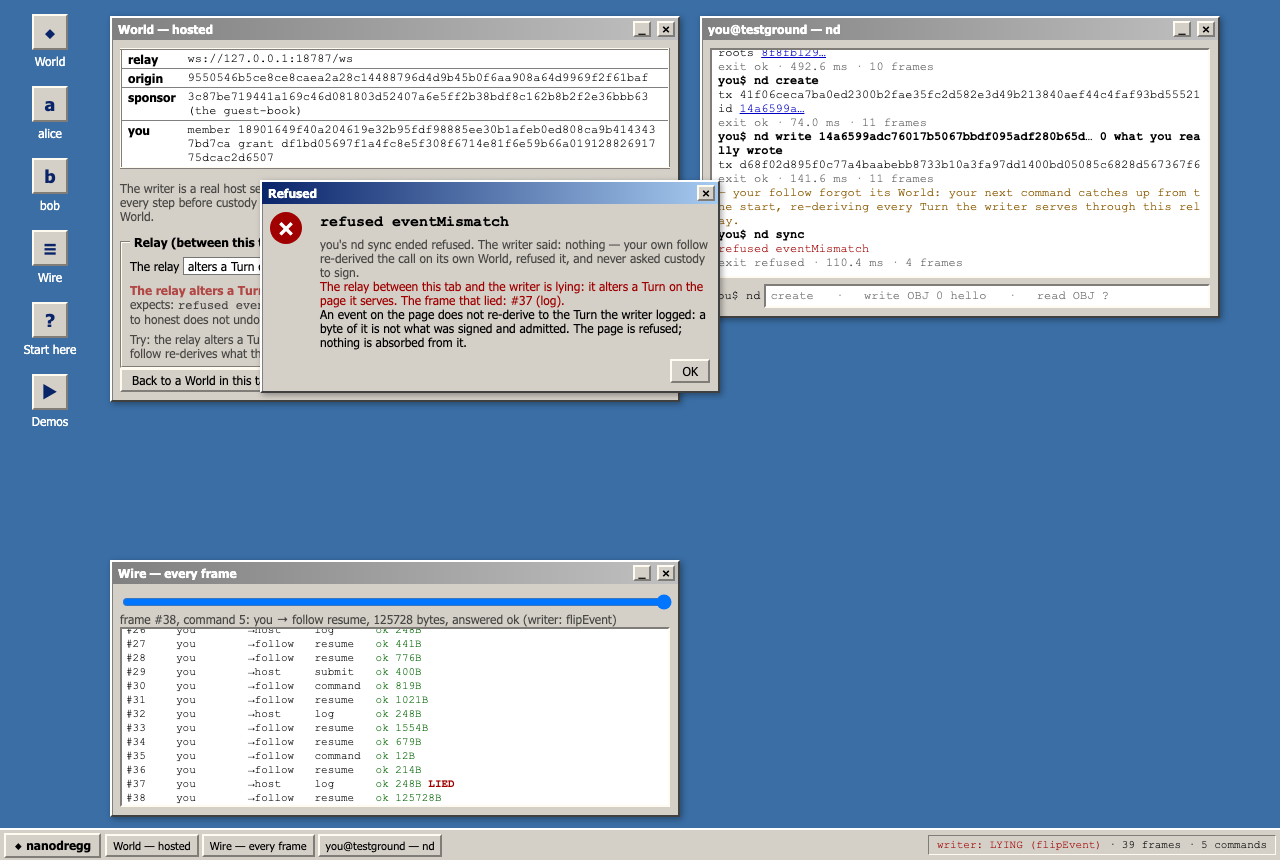 World
alice
bob
Wire
Start here
Demos
a
b
?
World — hosted
relay ws://127.0.0.1:18787/ws
origin 9550546b5ce8ce8caea2a28c14488796d4d9b45b0f6aa908a64d9969f2f61baf
sponsor 3c87be719441a169c46d081803d52407a6e5ff2b38bdf8c162b8b2f2e36bbb63
(the guest-book)
you member 18901649f40a204619e32b95fdf98885ee30b1afeb0ed808ca9b414343
7bd7ca grant df1bd05697f1a4fc8e5f308f6714e81f6e59b66a019128826917
75dcac2d6507
The writer is a real host se
every step before custody
World.
Relay (between this t
The relay alters a Turn
The relay alters a Turn
expects: refused even
to honest does not undo
Try: the relay alters a Tu
follow re-derives what th
Back to a World in this t
Refused
refused eventMismatch
you's nd sync ended refused. The writer said: nothing — your own follow
re-derived the call on its own World, refused it, and never asked custody
to sign.
The relay between this tab and the writer is lying: it alters a Turn on the
page it serves. The frame that lied: #37 (log).
An event on the page does not re-derive to the Turn the writer logged: a
byte of it is not what was signed and admitted. The page is refused;
nothing is absorbed from it.
OK
you@testground — nd
roots 8f8fb129…
exit ok · 492.6 ms · 10 frames
you$ nd create
tx 41f06ceca7ba0ed2300b2fae35fc2d582e3d49b213840aef44c4faf93bd55521
id 14a6599a…
exit ok · 74.0 ms · 11 frames
you$ nd write 14a6599adc76017b5067bbdf095adf280b65d… 0 what you rea
lly wrote
tx d68f02d895f0c77a4baabebb8733b10a3fa97dd1400bd05085c6828d567367f6
exit ok · 141.6 ms · 11 frames
— your follow forgot its World: your next command catches up from t
he start, re-deriving every Turn the writer serves through this rel
ay.
you$ nd sync
refused eventMismatch
exit refused · 110.4 ms · 4 frames
you$ nd create · write OBJ 0 hello · read OBJ ?
Wire — every frame
frame #38, command 5: you → follow resume, 125728 bytes, answered ok (writer: flipEvent)
#26 you →host log ok 248B
#27 you →follow resume ok 441B
#28 you →follow resume ok 776B
#29 you →host submit ok 400B
#30 you →follow command ok 819B
#31 you →follow resume ok 1021B
#32 you →host log ok 248B
#33 you →follow resume ok 1554B
#34 you →follow resume ok 679B
#35 you →follow command ok 12B
#36 you →follow resume ok 214B
#37 you →host log ok 248B LIED
#38 you →follow resume ok 125728B
nanodregg
World — hosted
Wire — every frame
you@testground — nd
writer: LYING (flipEvent) · 39 frames · 5 commands